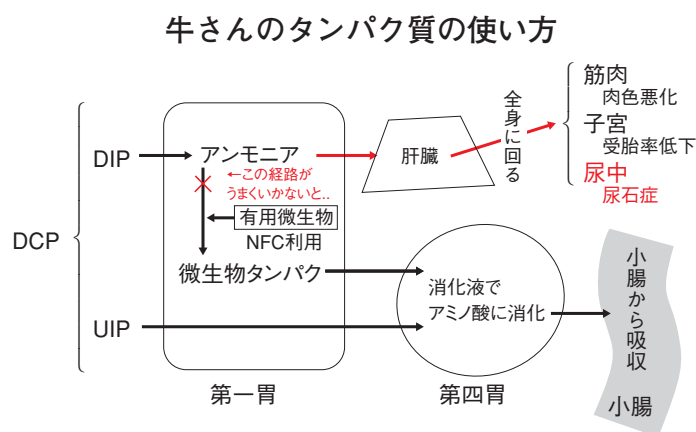 牛さんのタンパク質の使い方
DCP
DIP
UIP
アンモニア
←この経路が
うまくいかないと..
有用微生物
NFC利用
微生物タンパク
第一胃
肝臓
全身に回る
筋肉
肉色悪化
子宮
受胎率低下
尿中
尿石症
消化液で
アミノ酸に消化
第四胃
小腸から吸収
小腸